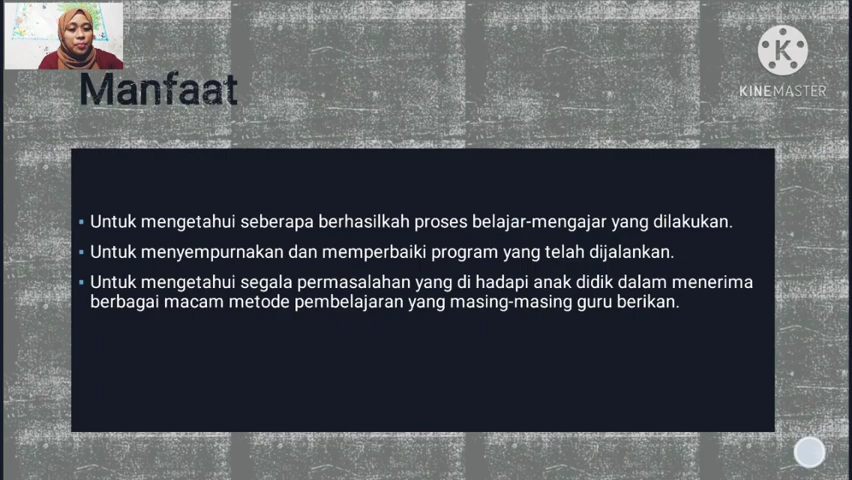 Manfaat
KINEMASTER
Untuk mengetahui seberapa berhasilkah proses belajar-mengajar yang dilakukan.
Untuk menyempurnakan dan memperbaiki program yang telah dijalankan.
Untuk mengetahui segala permasalahan yang di hadapi anak didik dalam menerima
berbagai macam metode pembelajaran yang masing-masing guru berikan.